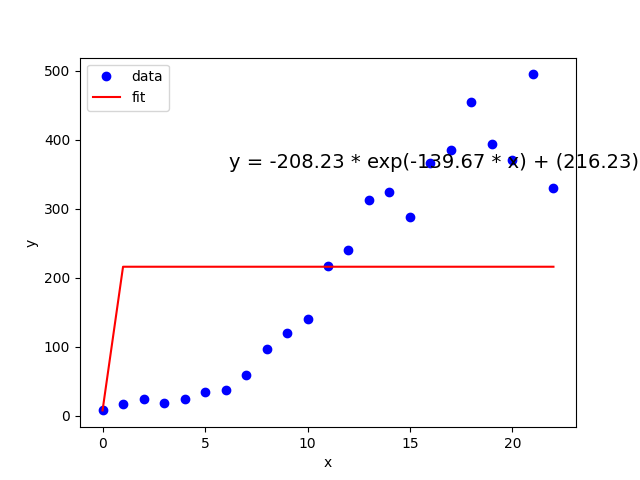 500
400
300
200
100
0
0 5 10 15 20
x
y
data
fit
y = -208.23 * exp(-139.67 * x) + (216.23)